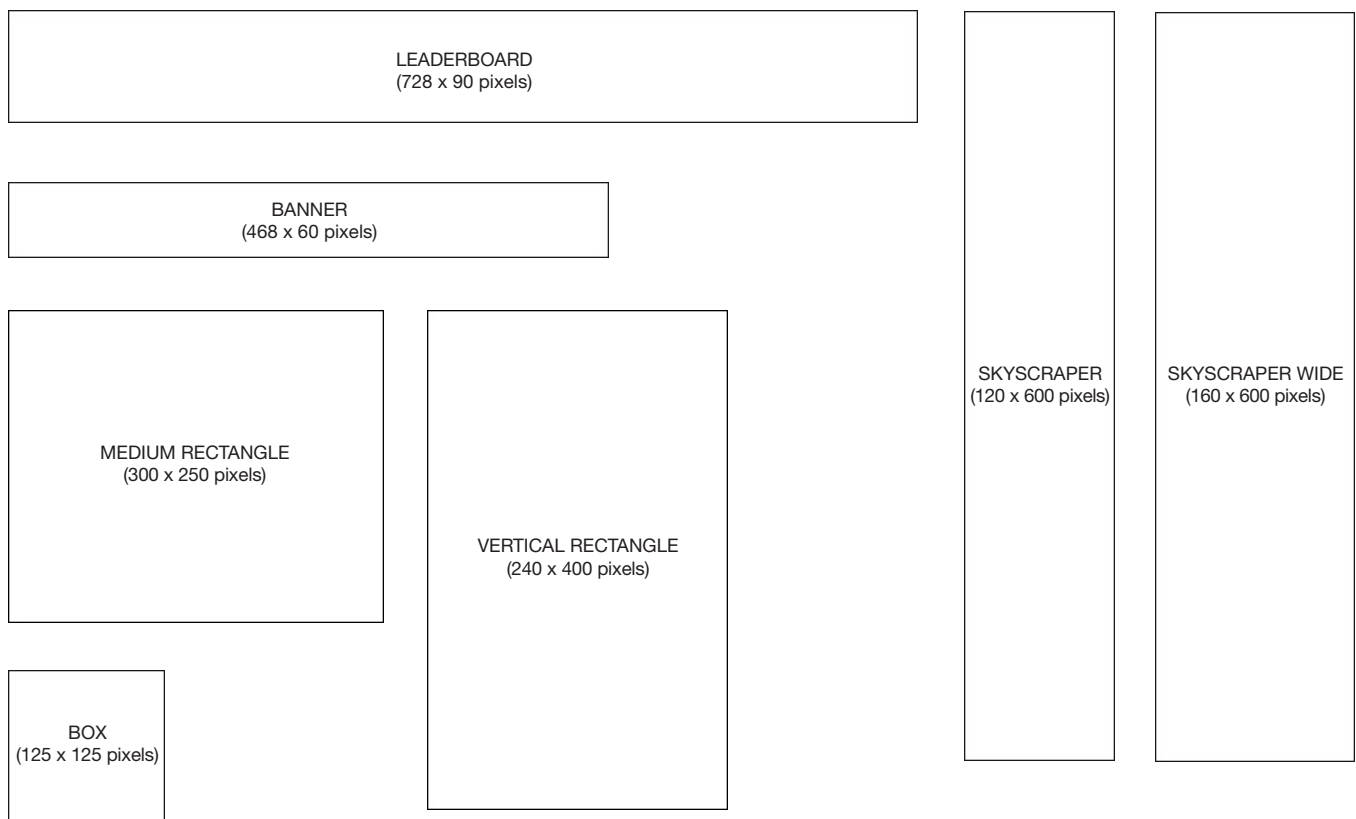 LEADERBOARD
(728 x 90 pixels)
BANNER
(468 x 60 pixels)
MEDIUM RECTANGLE
(300 x 250 pixels)
VERTICAL RECTANGLE
(240 x 400 pixels)
BOX
(125 x 125 pixels)
SKYSCRAPER
(120 x 600 pixels)
SKYSCRAPER WIDE
(160 x 600 pixels)